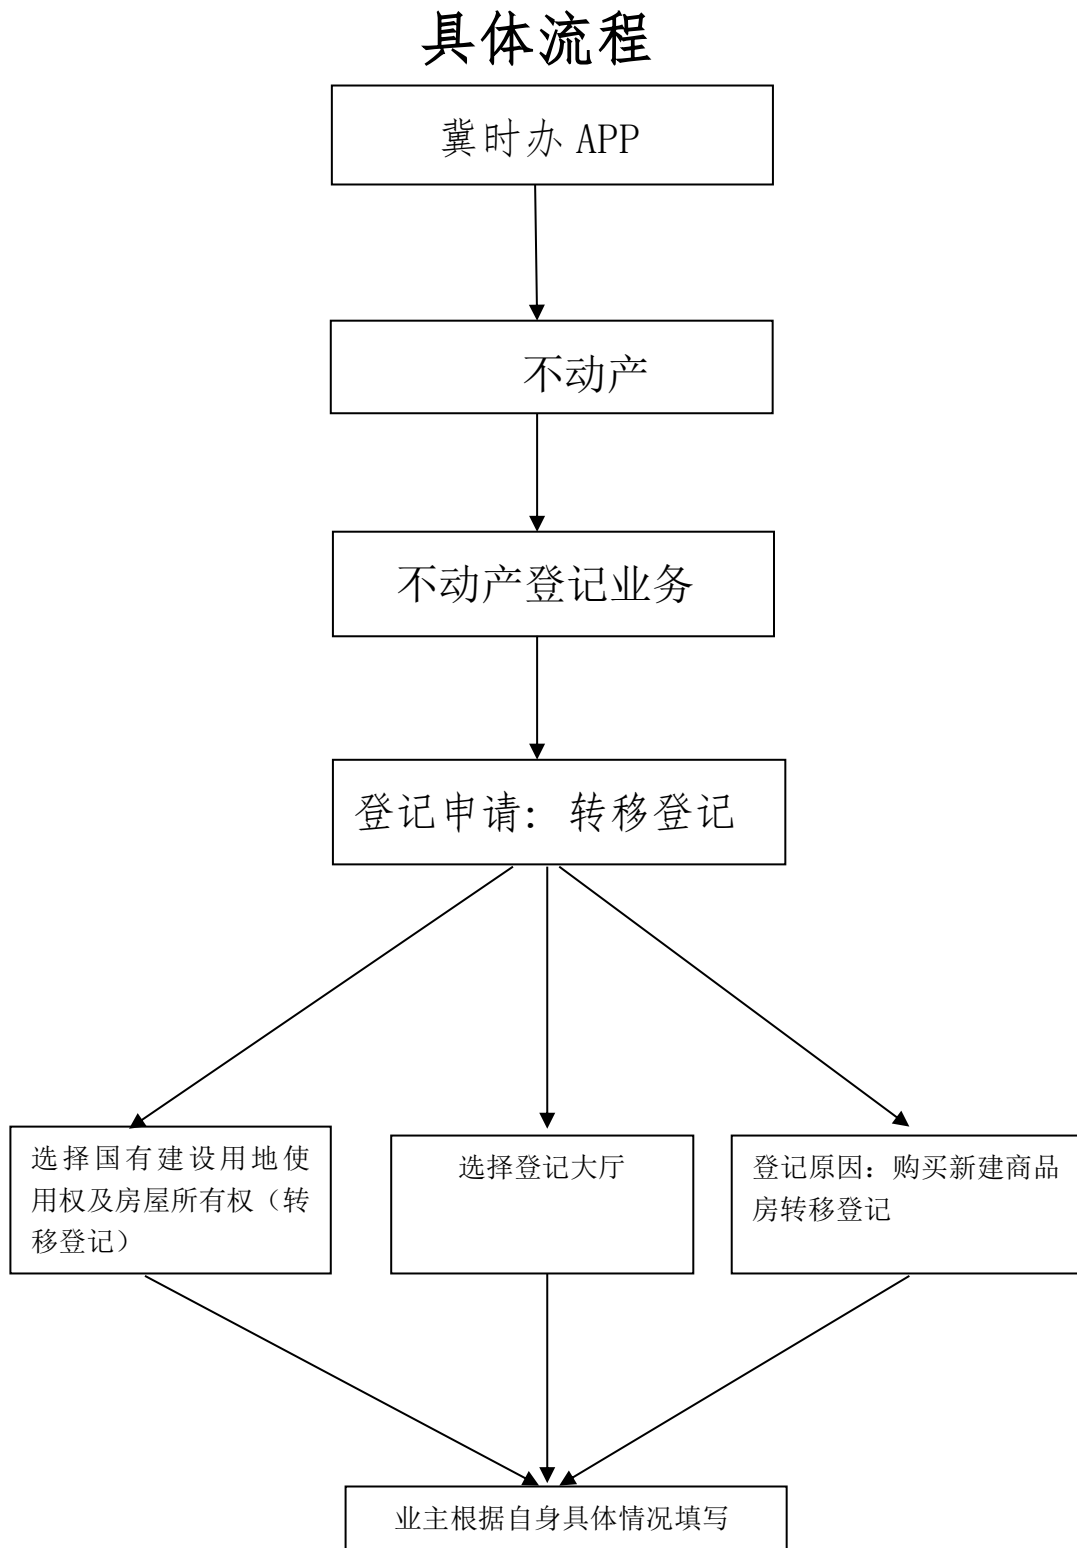 具体流程
冀时办 APP
不动产
不动产登记业务
登记申请：转移登记
选择国有建设用地使
用权及房屋所有权（转
移登记）
选择登记大厅
登记原因：购买新建商品
房转移登记
业主根据自身具体情况填写